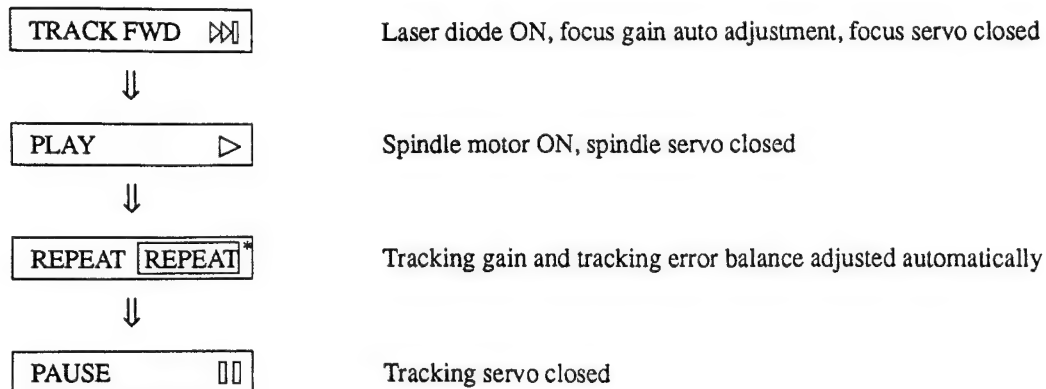 TRACK FWD Laser diode ON, focus gain auto adjustment, focus servo closed
PLAY Spindle motor ON, spindle servo closed
REPEAT REPEAT* Tracking gain and tracking error balance adjusted automatically
PAUSE Tracking servo closed